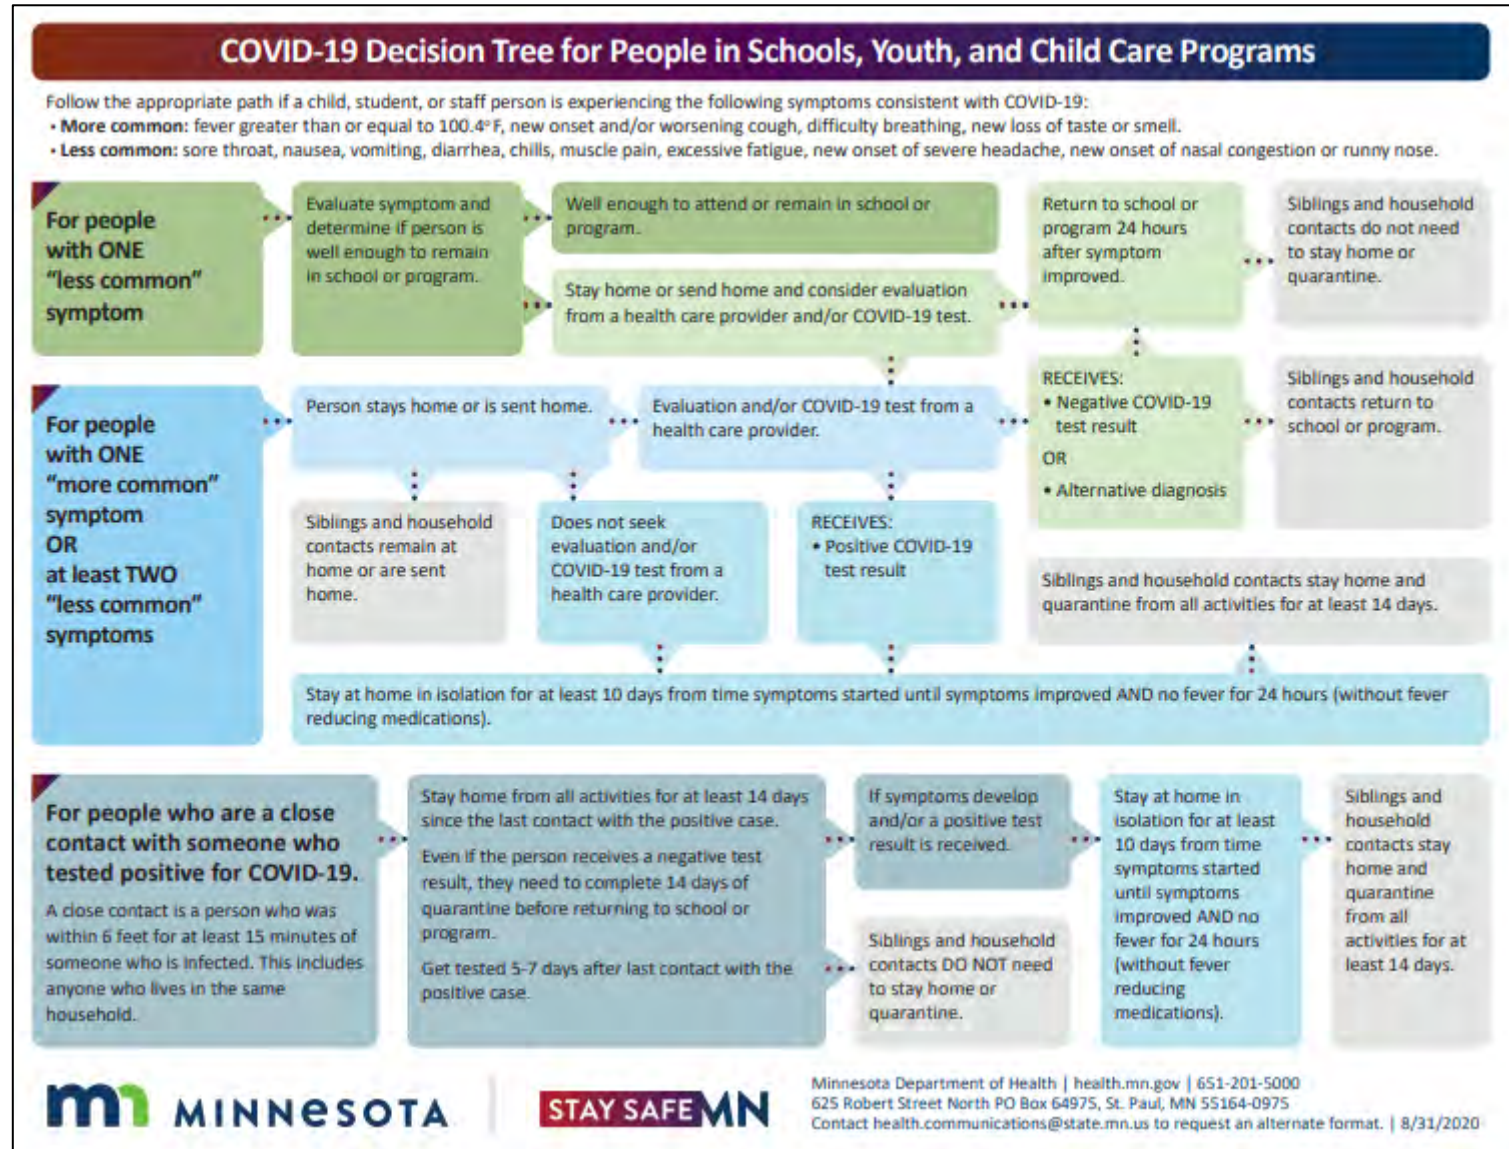 COVID-19 Decision Tree for People in Schools, Youth, and Child Care Programs
Follow the appropriate path if a child, student, or staff person is experiencing the following symptoms consistent with COVID-19:
• More common: fever greater than or equal to 100.4°F, new onset and/or worsening cough, difficulty breathing, new loss of taste or smell.
• Less common: sore throat, nausea, vomiting, diarrhea, chills, muscle pain, excessive fatigue, new onset of severe headache, new onset of nasal congestion or runny nose.
For people
with ONE
"less common"
symptom
Evaluate symptom and
determine if person is
well enough to remain
in school or program.
Well enough to attend or remain in school or
program.
Stay home or send home and consider evaluation
from a health care provider and/or COVID-19 test.
Return to school or
program 24 hours
after symptom
improved.
Siblings and household
contacts do not need
to stay home or
quarantine.
For people
with ONE
"more common"
symptom
OR
at least TWO
"less common"
symptoms
Person stays home or is sent home.
Evaluation and/or COVID-19 test from a
health care provider.
RECEIVES:
• Negative COVID-19
test result
OR
• Alternative diagnosis
Siblings and household
contacts return to
school or program.
Siblings and household
contacts remain at
home or are sent
home.
Does not seek
evaluation and/or
COVID-19 test from a
health care provider.
RECEIVES:
• Positive COVID-19
test result
Siblings and household contacts stay home and
quarantine from all activities for at least 14 days.
Stay at home in isolation for at least 10 days from time symptoms started until symptoms improved AND no fever for 24 hours (without fever
reducing medications).
For people who are a close
contact with someone who
tested positive for COVID-19.
A close contact is a person who was
within 6 feet for at least 15 minutes of
someone who is infected. This includes
anyone who lives in the same
household.
Stay home from all activities for at least 14 days
since the last contact with the positive case.
Even if the person receives a negative test
result, they need to complete 14 days of
quarantine before returning to school or
program.
Get tested 5-7 days after last contact with the
positive case.
If symptoms develop
and/or a positive test
result is received.
Siblings and household
contacts DO NOT need
to stay home or
quarantine.
Stay at home in
isolation for at least
10 days from time
symptoms started
until symptoms
improved AND no
fever for 24 hours
(without fever
reducing
medications).
Siblings and
household
contacts stay
home and
quarantine
from all
activities for at
least 14 days.
mn MINNESOTA
STAY SAFE MN
Minnesota Department of Health | health.mn.gov | 651-201-5000
625 Robert Street North PO Box 64975, St. Paul, MN 55164-0975
Contact health.communications@state.mn.us to request an alternate format. | 8/31/2020